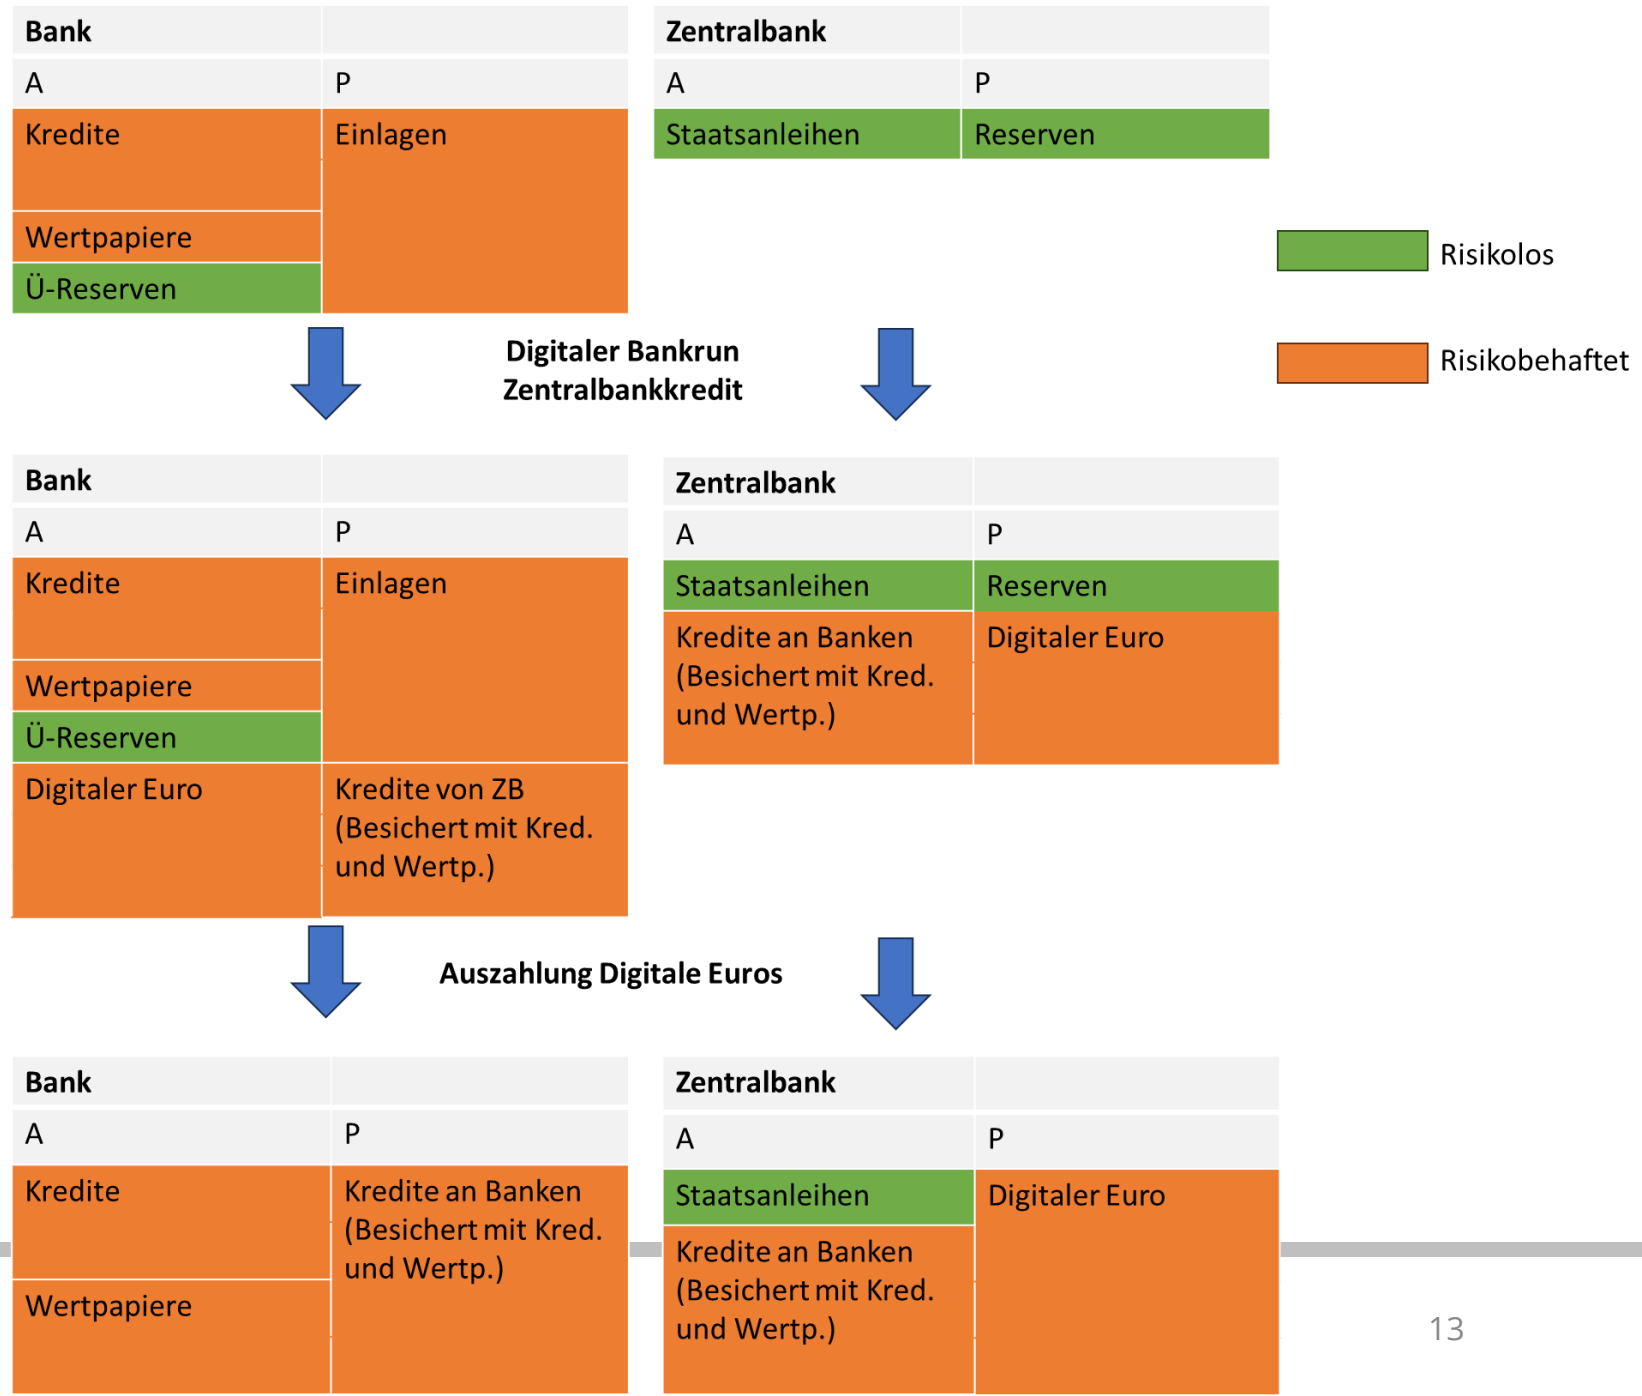 Bank
Zentralbank
A
P
A
P
Kredite
Einlagen
Staatsanleihen
Reserven
Wertpapiere
Ü-Reserven
Risikolos
Risikobehaftet
Digitaler Bankrun
Zentralbankkredit
Bank
Zentralbank
A
P
A
P
Kredite
Einlagen
Wertpapiere
Ü-Reserven
Digitaler Euro
Kredite von ZB
(Besichert mit Kred.
und Wertp.)
Staatsanleihen
Reserven
Kredite an Banken
(Besichert mit Kred.
und Wertp.)
Digitaler Euro
Auszahlung Digitale Euros
Bank
Zentralbank
A
P
A
P
Kredite
Wertpapiere
Kredite an Banken
(Besichert mit Kred.
und Wertp.)
Staatsanleihen
Kredite an Banken
(Besichert mit Kred.
und Wertp.)
Digitaler Euro
13